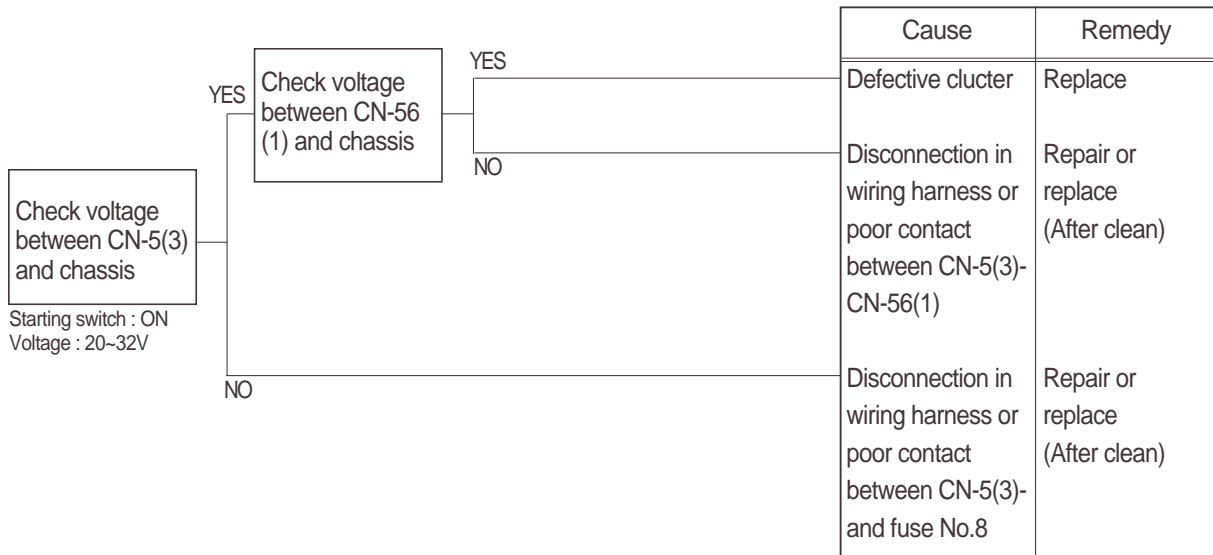 Check voltage
between CN-5(3)
and chassis
Starting switch : ON
Voltage : 20~32V
YES
NO
Check voltage
between CN-56
(1) and chassis
YES
NO
Cause
Remedy
Defective clucter
Replace
Disconnection in
wiring harness or
poor contact
between CN-5(3)-
CN-56(1)
Repair or
replace
(After clean)
Disconnection in
wiring harness or
poor contact
between CN-5(3)-
and fuse No.8
Repair or
replace
(After clean)